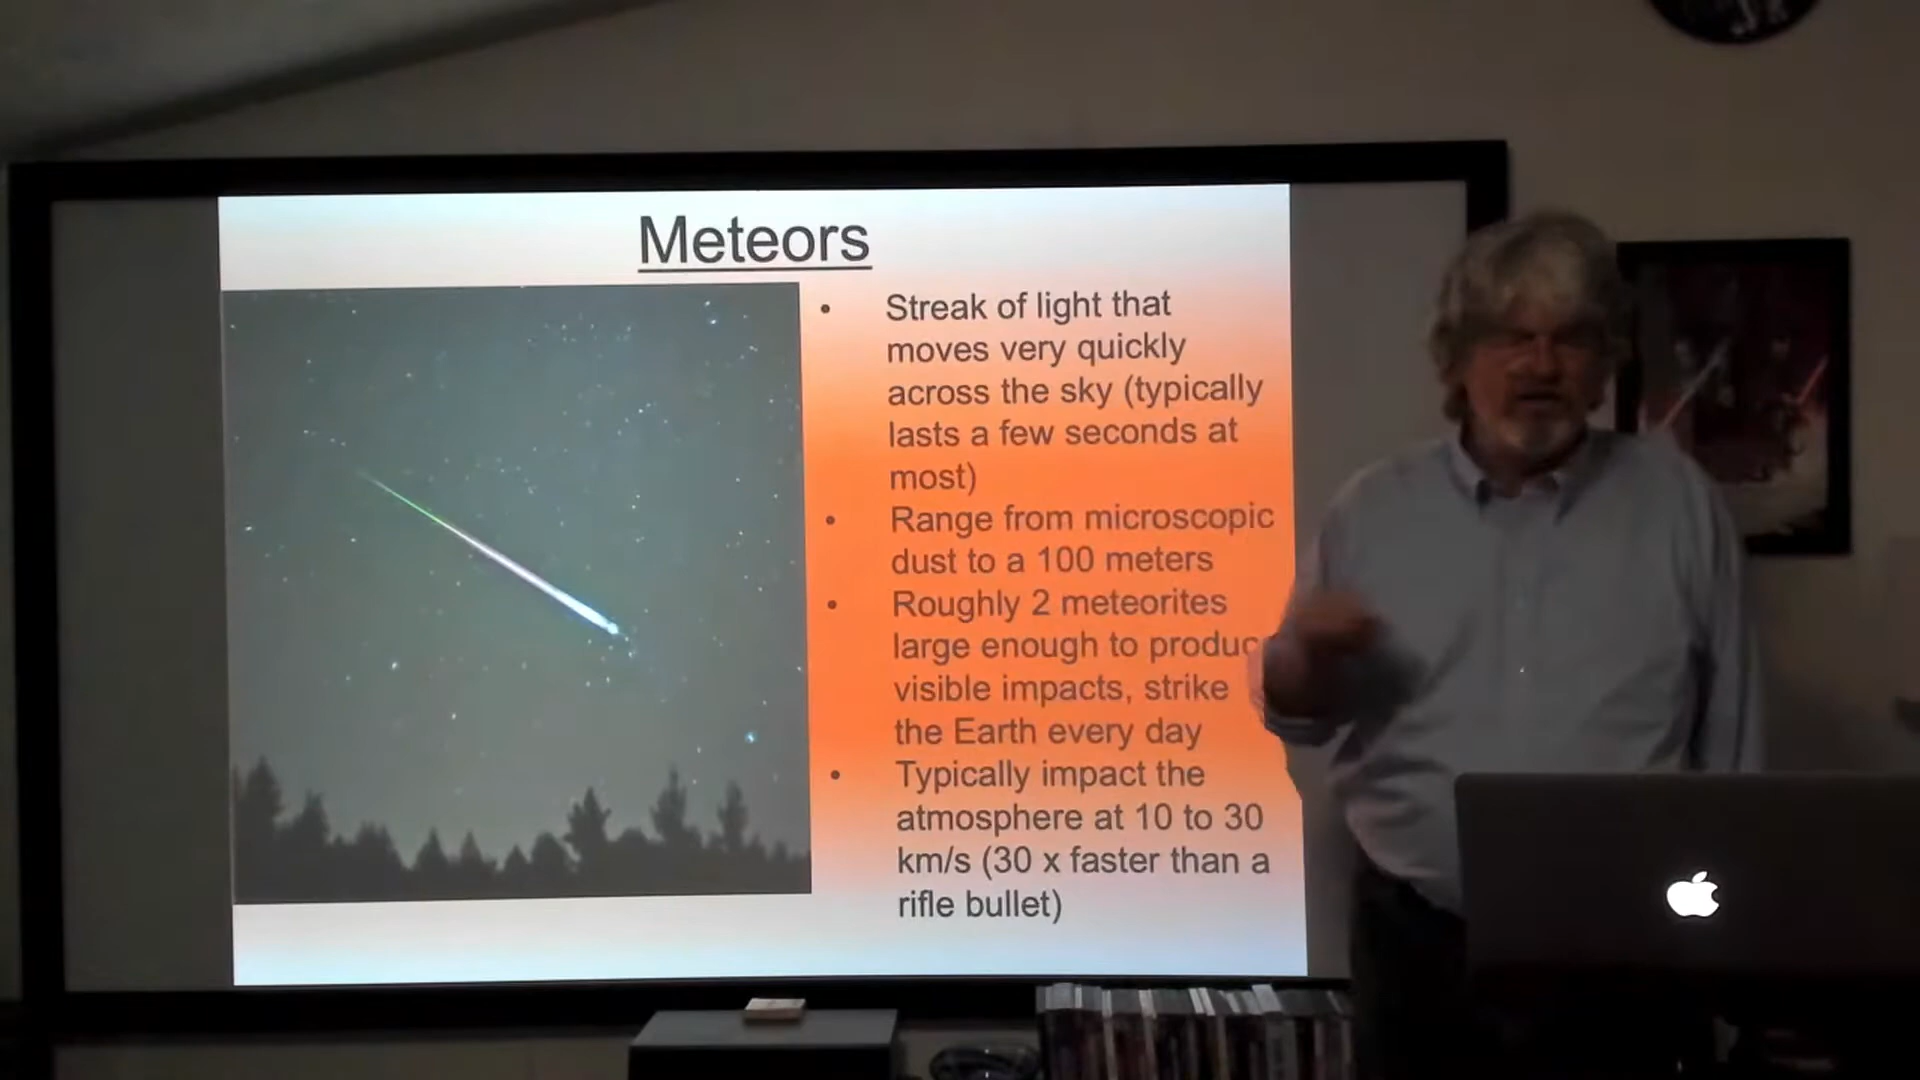 Meteors
• Streak of light that
moves very quickly
across the sky (typically
lasts a few seconds at
most)
• Range from microscopic
dust to a 100 meters
• Roughly 2 meteorites
large enough to produc
visible impacts, strike
the Earth every day
• Typically impact the
atmosphere at 10 to 30
km/s (30 x faster than a
rifle bullet)